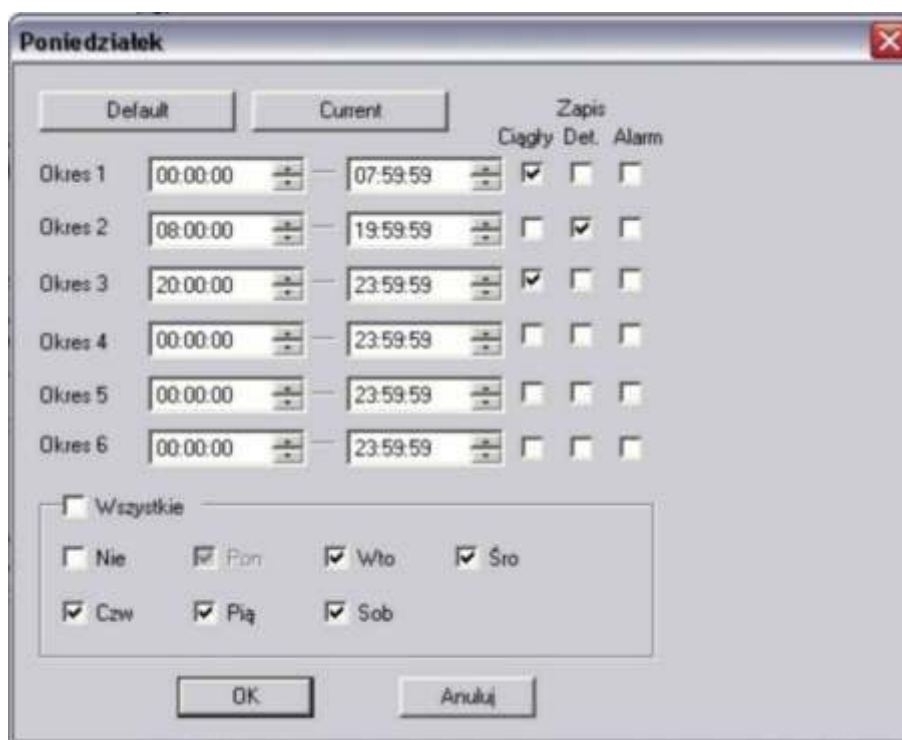 Poniedziałek
Default Current Zapis
Ciągły Det. Alarm
Okres 1 00:00:00 07:59:59
Okres 2 08:00:00 19:59:59
Okres 3 20:00:00 23:59:59
Okres 4 00:00:00 23:59:59
Okres 5 00:00:00 23:59:59
Okres 6 00:00:00 23:59:59
Wszystkie
Nie Pon Wto Śro
Czw Pią Sob
OK Anuluj